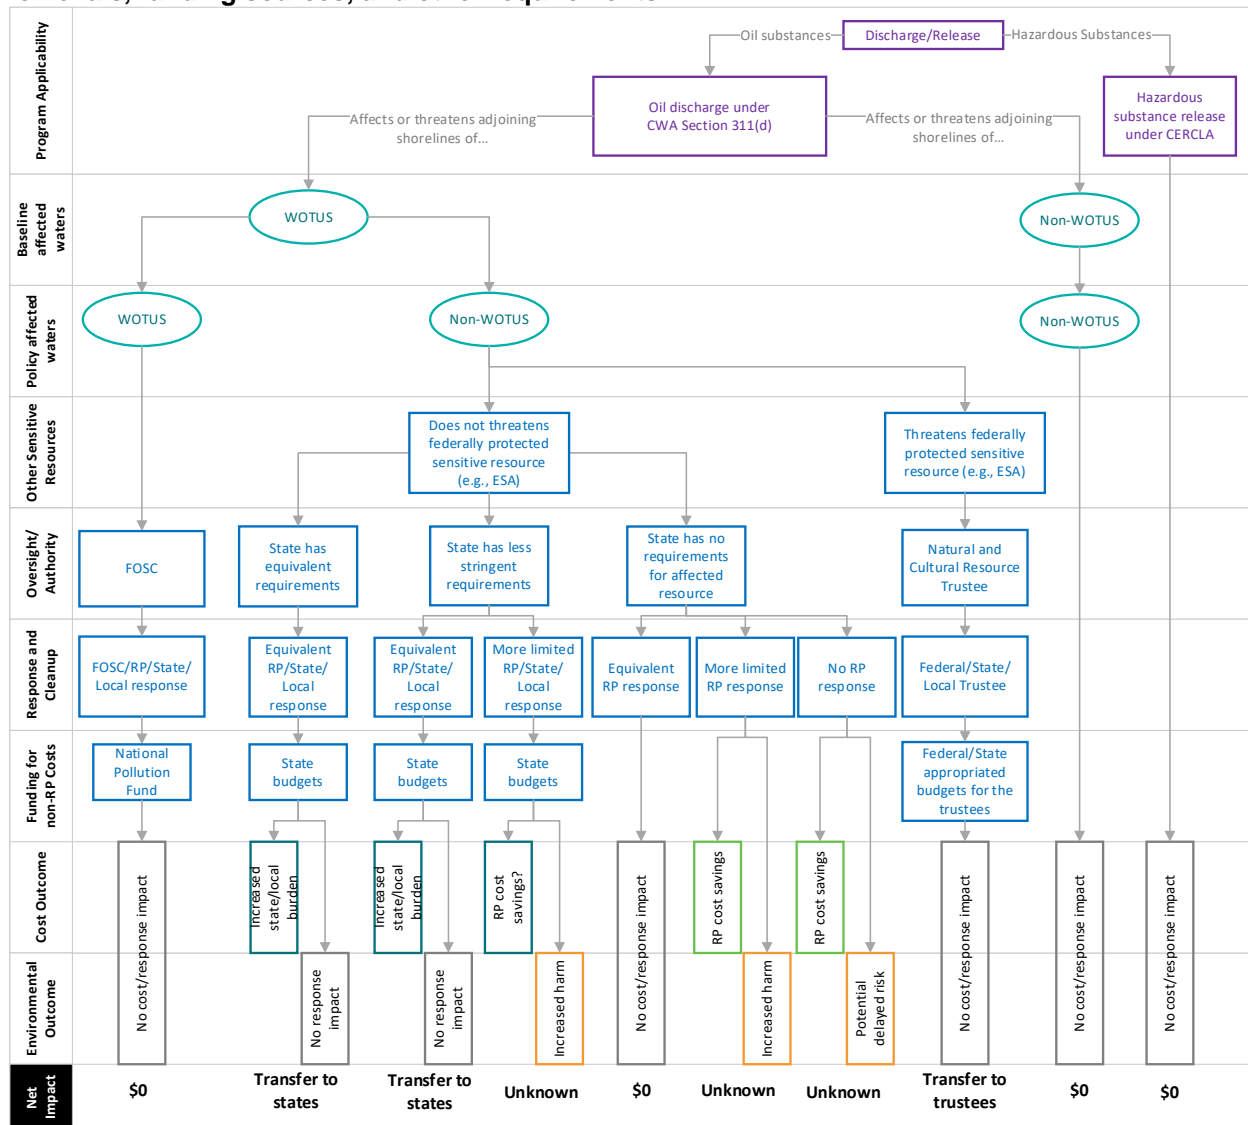 Program Applicability
Oil substances
Discharge/Release
Hazardous Substances
Oil discharge under
CWA Section 311(d)
Hazardous
substance release
under CERCLA
Affects or threatens adjoining
shorelines of...
Affects or threatens adjoining
shorelines of...
Baseline
affected
waters
WOTUS
Non-WOTUS
Policy affected
waters
WOTUS
Non-WOTUS
Non-WOTUS
Other Sensitive
Resources
Does not threatens
federally protected
sensitive resource
(e.g., ESA)
Threatens federally
protected sensitive
resource (e.g., ESA)
Oversight/
Authority
FOSC
State has
equivalent
requirements
State has less
stringent
requirements
State has no
requirements
for affected
resource
Natural and
Cultural Resource
Trustee
Response and
Cleanup
FOSC/RP/State/
Local response
Equivalent
RP/State/
Local
response
Equivalent
RP/State/
Local
response
More limited
RP/State/
Local
response
Equivalent
RP response
More limited
RP response
No RP
response
Federal/State/
Local Trustee
Funding for
non-RP Costs
National
Pollution
Fund
State
budgets
State
budgets
State
budgets
Federal/State
appropriated
budgets for the
trustees
Cost Outcome
No cost/response impact
Increased
state/local
burden
Increased
state/local
burden
RP cost
savings?
No cost/response impact
RP cost savings
RP cost savings
No cost/response impact
No cost/response impact
No cost/response impact
Environmental
Outcome
No response
impact
No response
impact
Increased harm
Increased harm
Potential
delayed risk
Net
Impact
$0
Transfer to
states
Transfer to
states
Unknown
$0
Unknown
Unknown
Transfer to
trustees
$0
$0